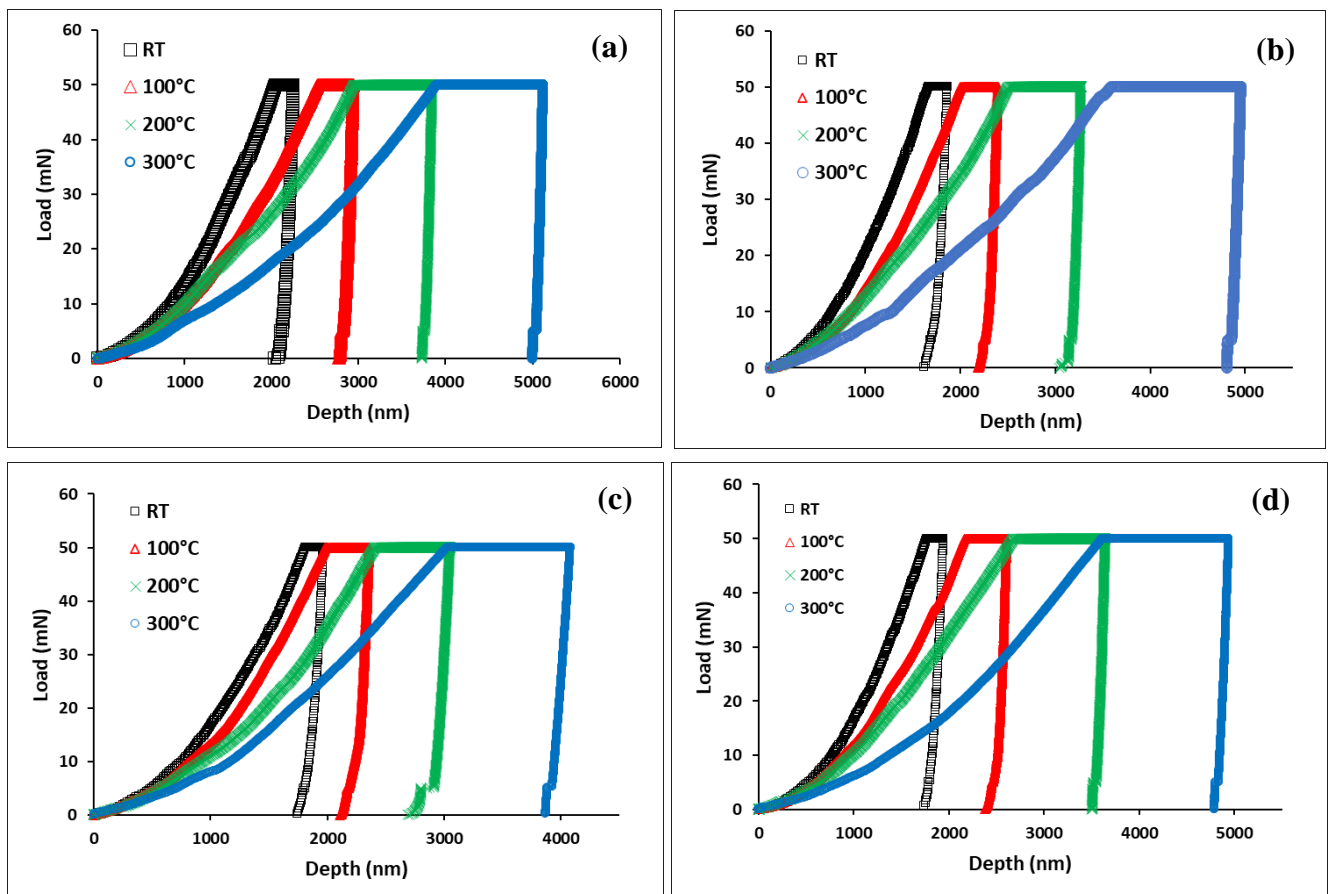 (a)
60
50
40
30
20
10
0
Load (mN)
RT
100°C
200°C
300°C
0 1000 2000 3000 4000 5000 6000
Depth (nm)
(b)
60
50
40
30
20
10
0
Load (mN)
RT
100°C
200°C
300°C
0 1000 2000 3000 4000 5000
Depth (nm)
(c)
60
50
40
30
20
10
0
Load (mN)
RT
100°C
200°C
300°C
0 1000 2000 3000 4000
Depth (nm)
(d)
60
50
40
30
20
10
0
Load (mN)
RT
100°C
200°C
300°C
0 1000 2000 3000 4000 5000
Depth (nm)